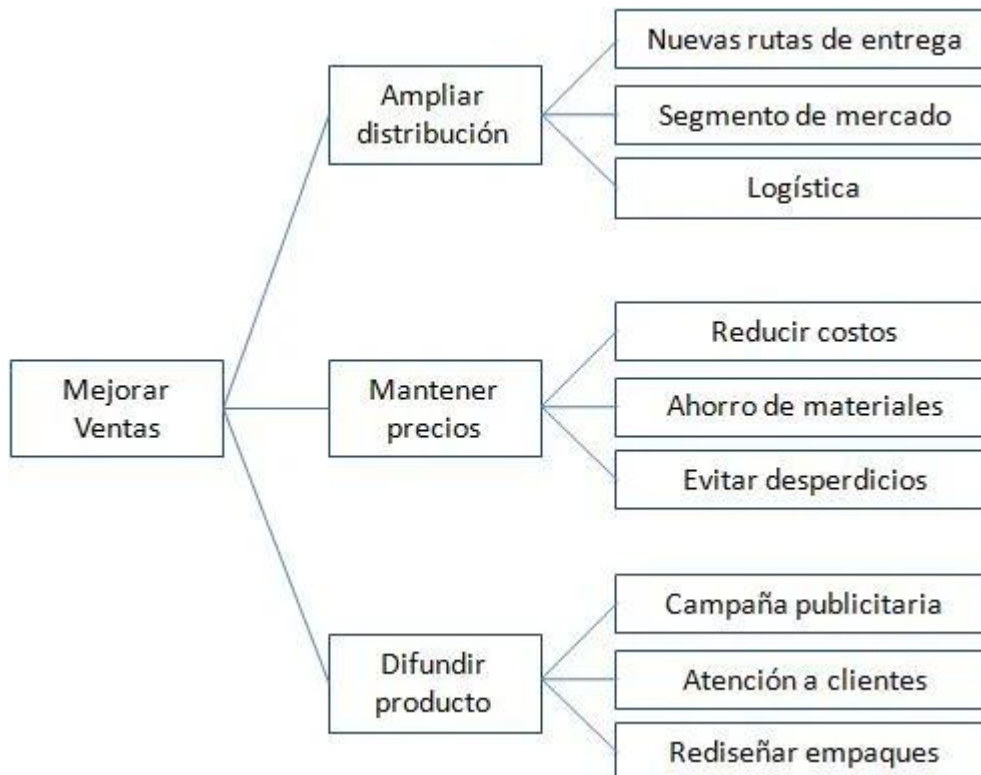 Mejorar
Ventas
Ampliar
distribución
Nuevas rutas de entrega
Segmento de mercado
Logística
Mantener
precios
Reducir costos
Ahorro de materiales
Evitar desperdicios
Difundir
producto
Campaña publicitaria
Atención a clientes
Rediseñar empaques